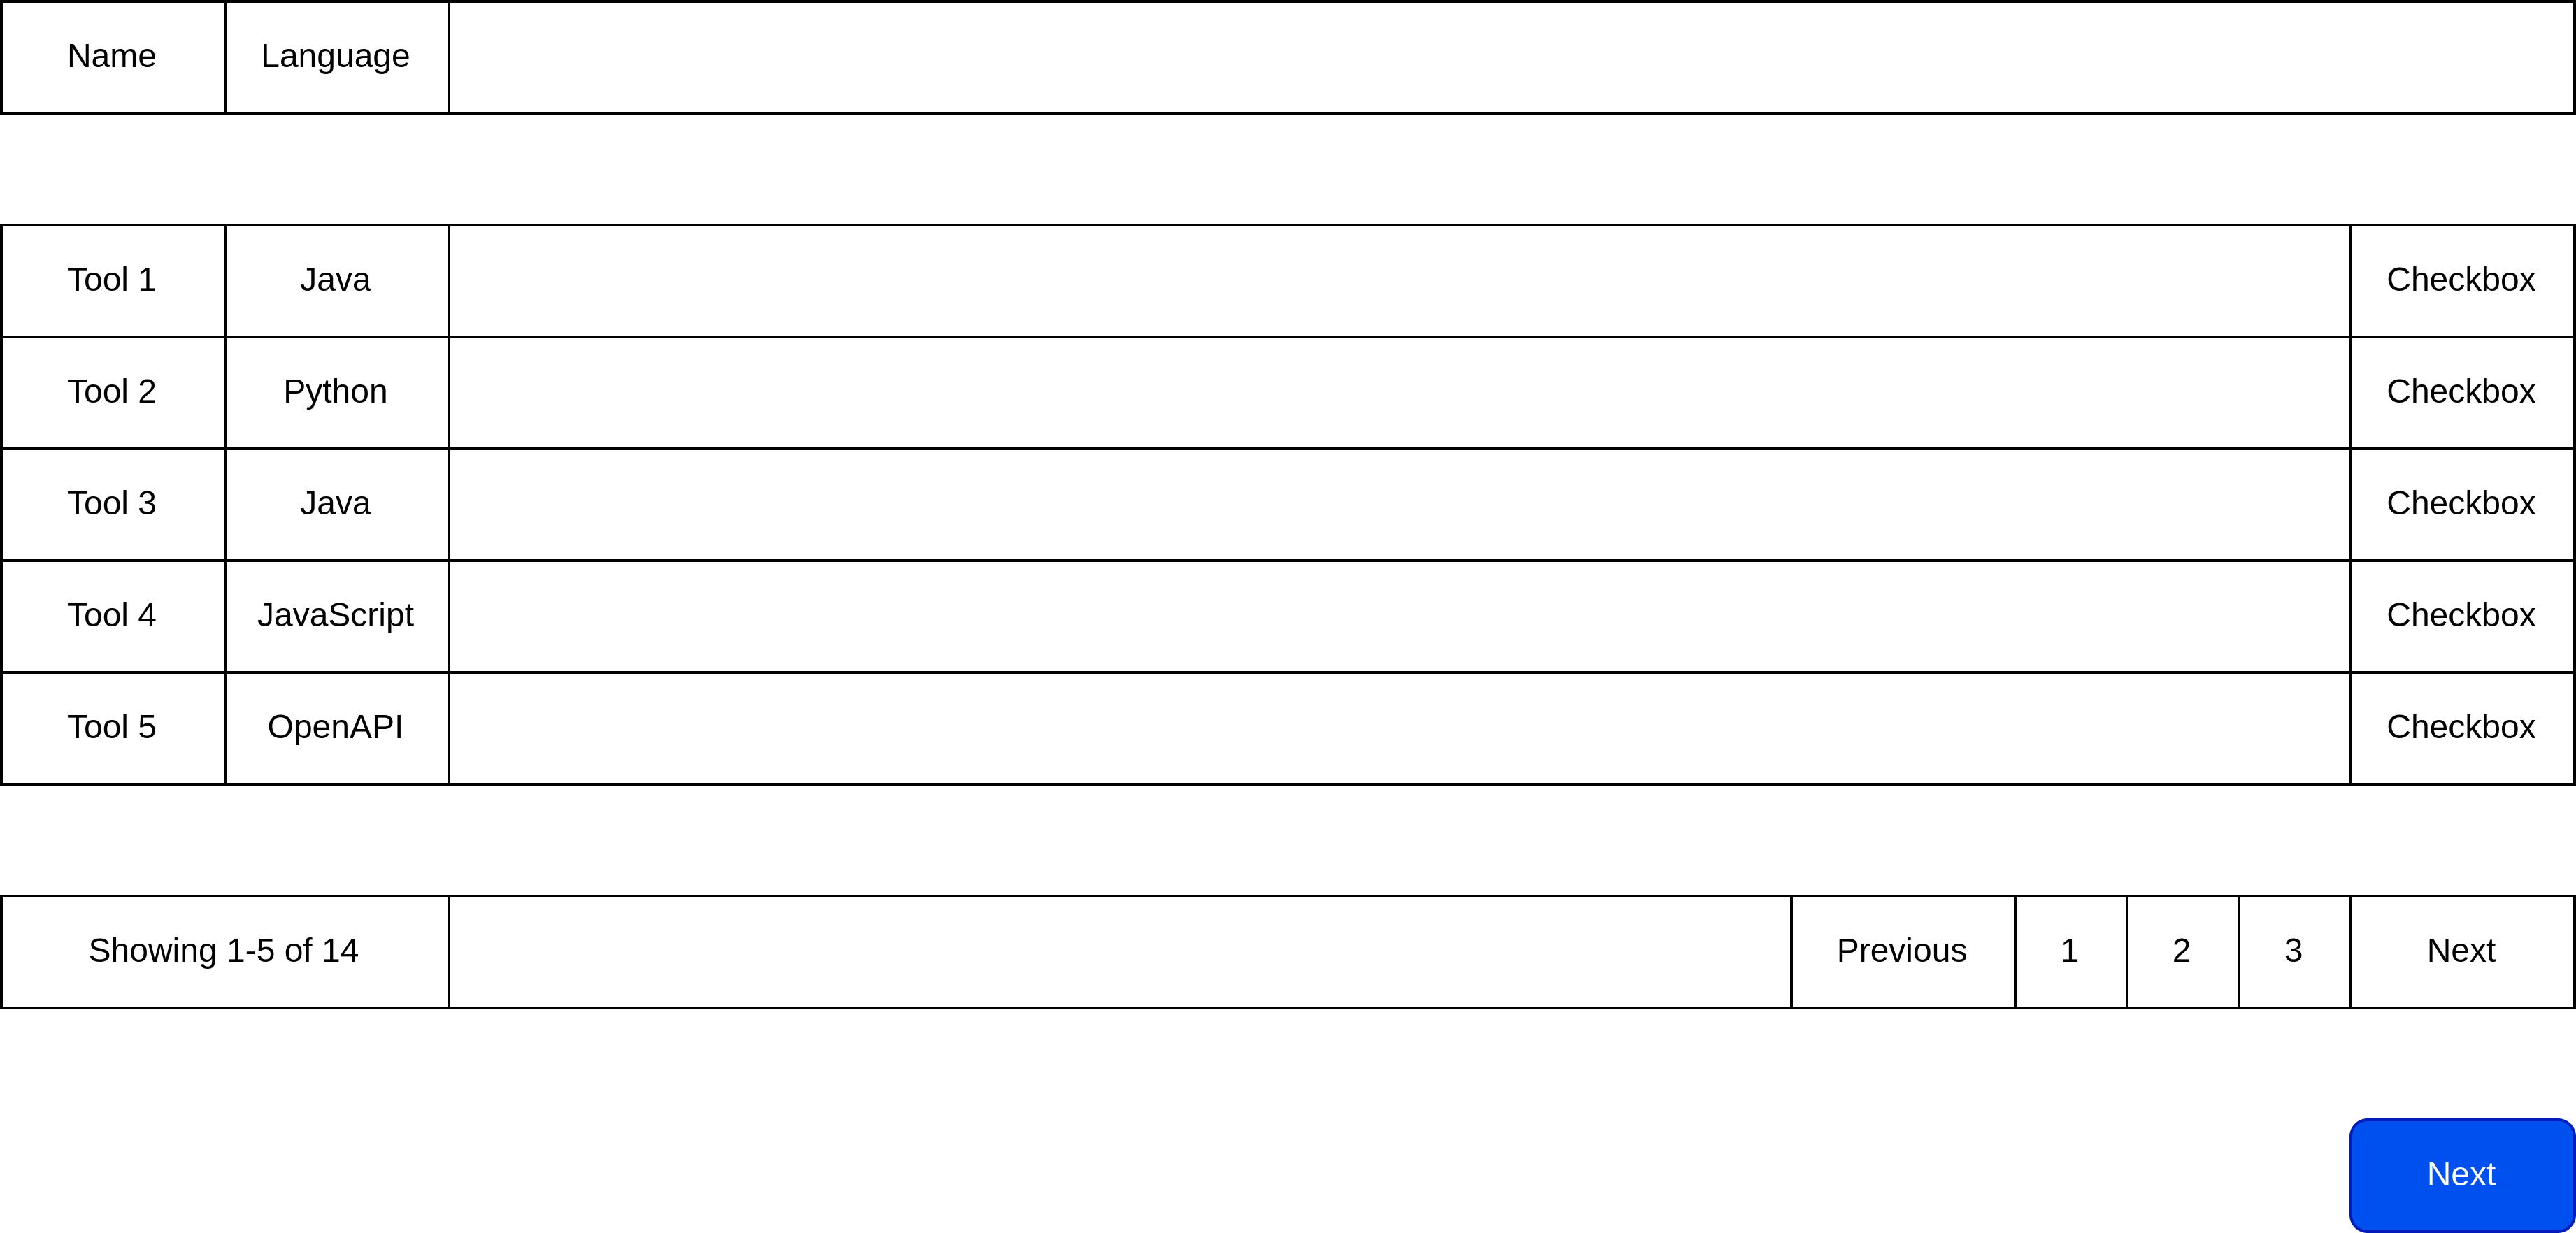 Name Language
Tool 1 Java Checkbox
Tool 2 Python Checkbox
Tool 3 Java Checkbox
Tool 4 JavaScript Checkbox
Tool 5 OpenAPI Checkbox
Showing 1-5 of 14 Previous 1 2 3 Next
Next